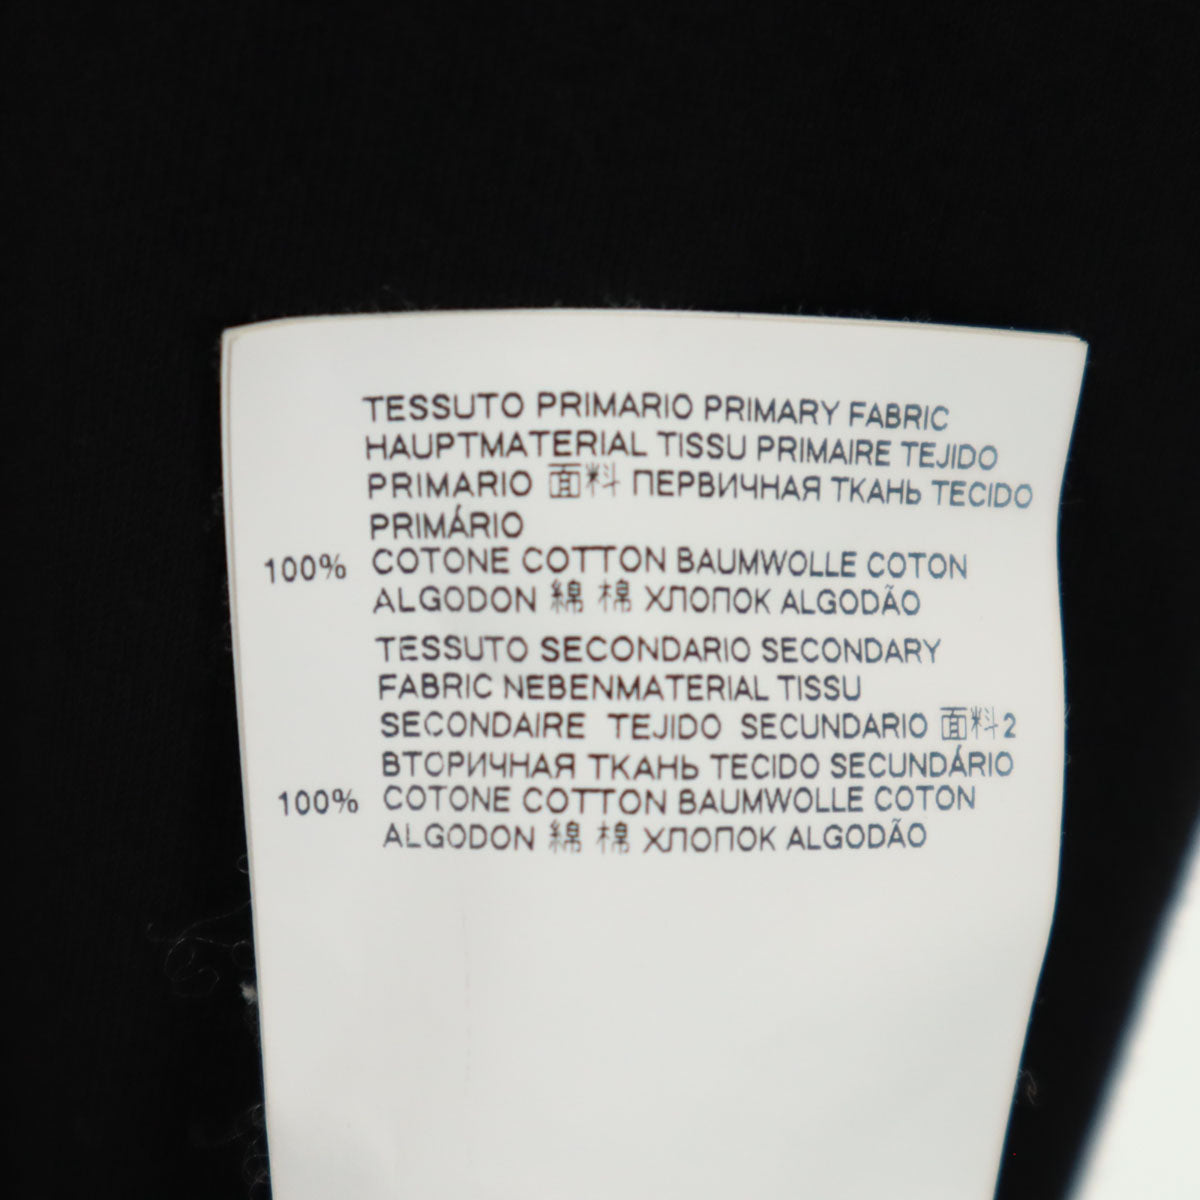 TESSUTO PRIMARIO PRIMARY FABRIC
HAUPTMATERIAL TISSU PRIMAIRE TEJIDO
PRIMARIO 面料 ПЕРВИЧНАЯ ТКАНЬ TECIDO
PRIMÁRIO
100% COTONE COTTON BAUMWOLLE COTON
ALGODON 綿 棉 ХЛОПОК ALGODÃO
TESSUTO SECONDARIO SECONDARY
FABRIC NEBENMATERIAL TISSU
SECONDAIRE TEJIDO SECUNDARIO 面料2
ВТОРИЧНАЯ ТКАНЬ TECIDO SECUNDÁRIO
100% COTONE COTTON BAUMWOLLE COTON
ALGODON 綿 棉 ХЛОПОК ALGODÃO